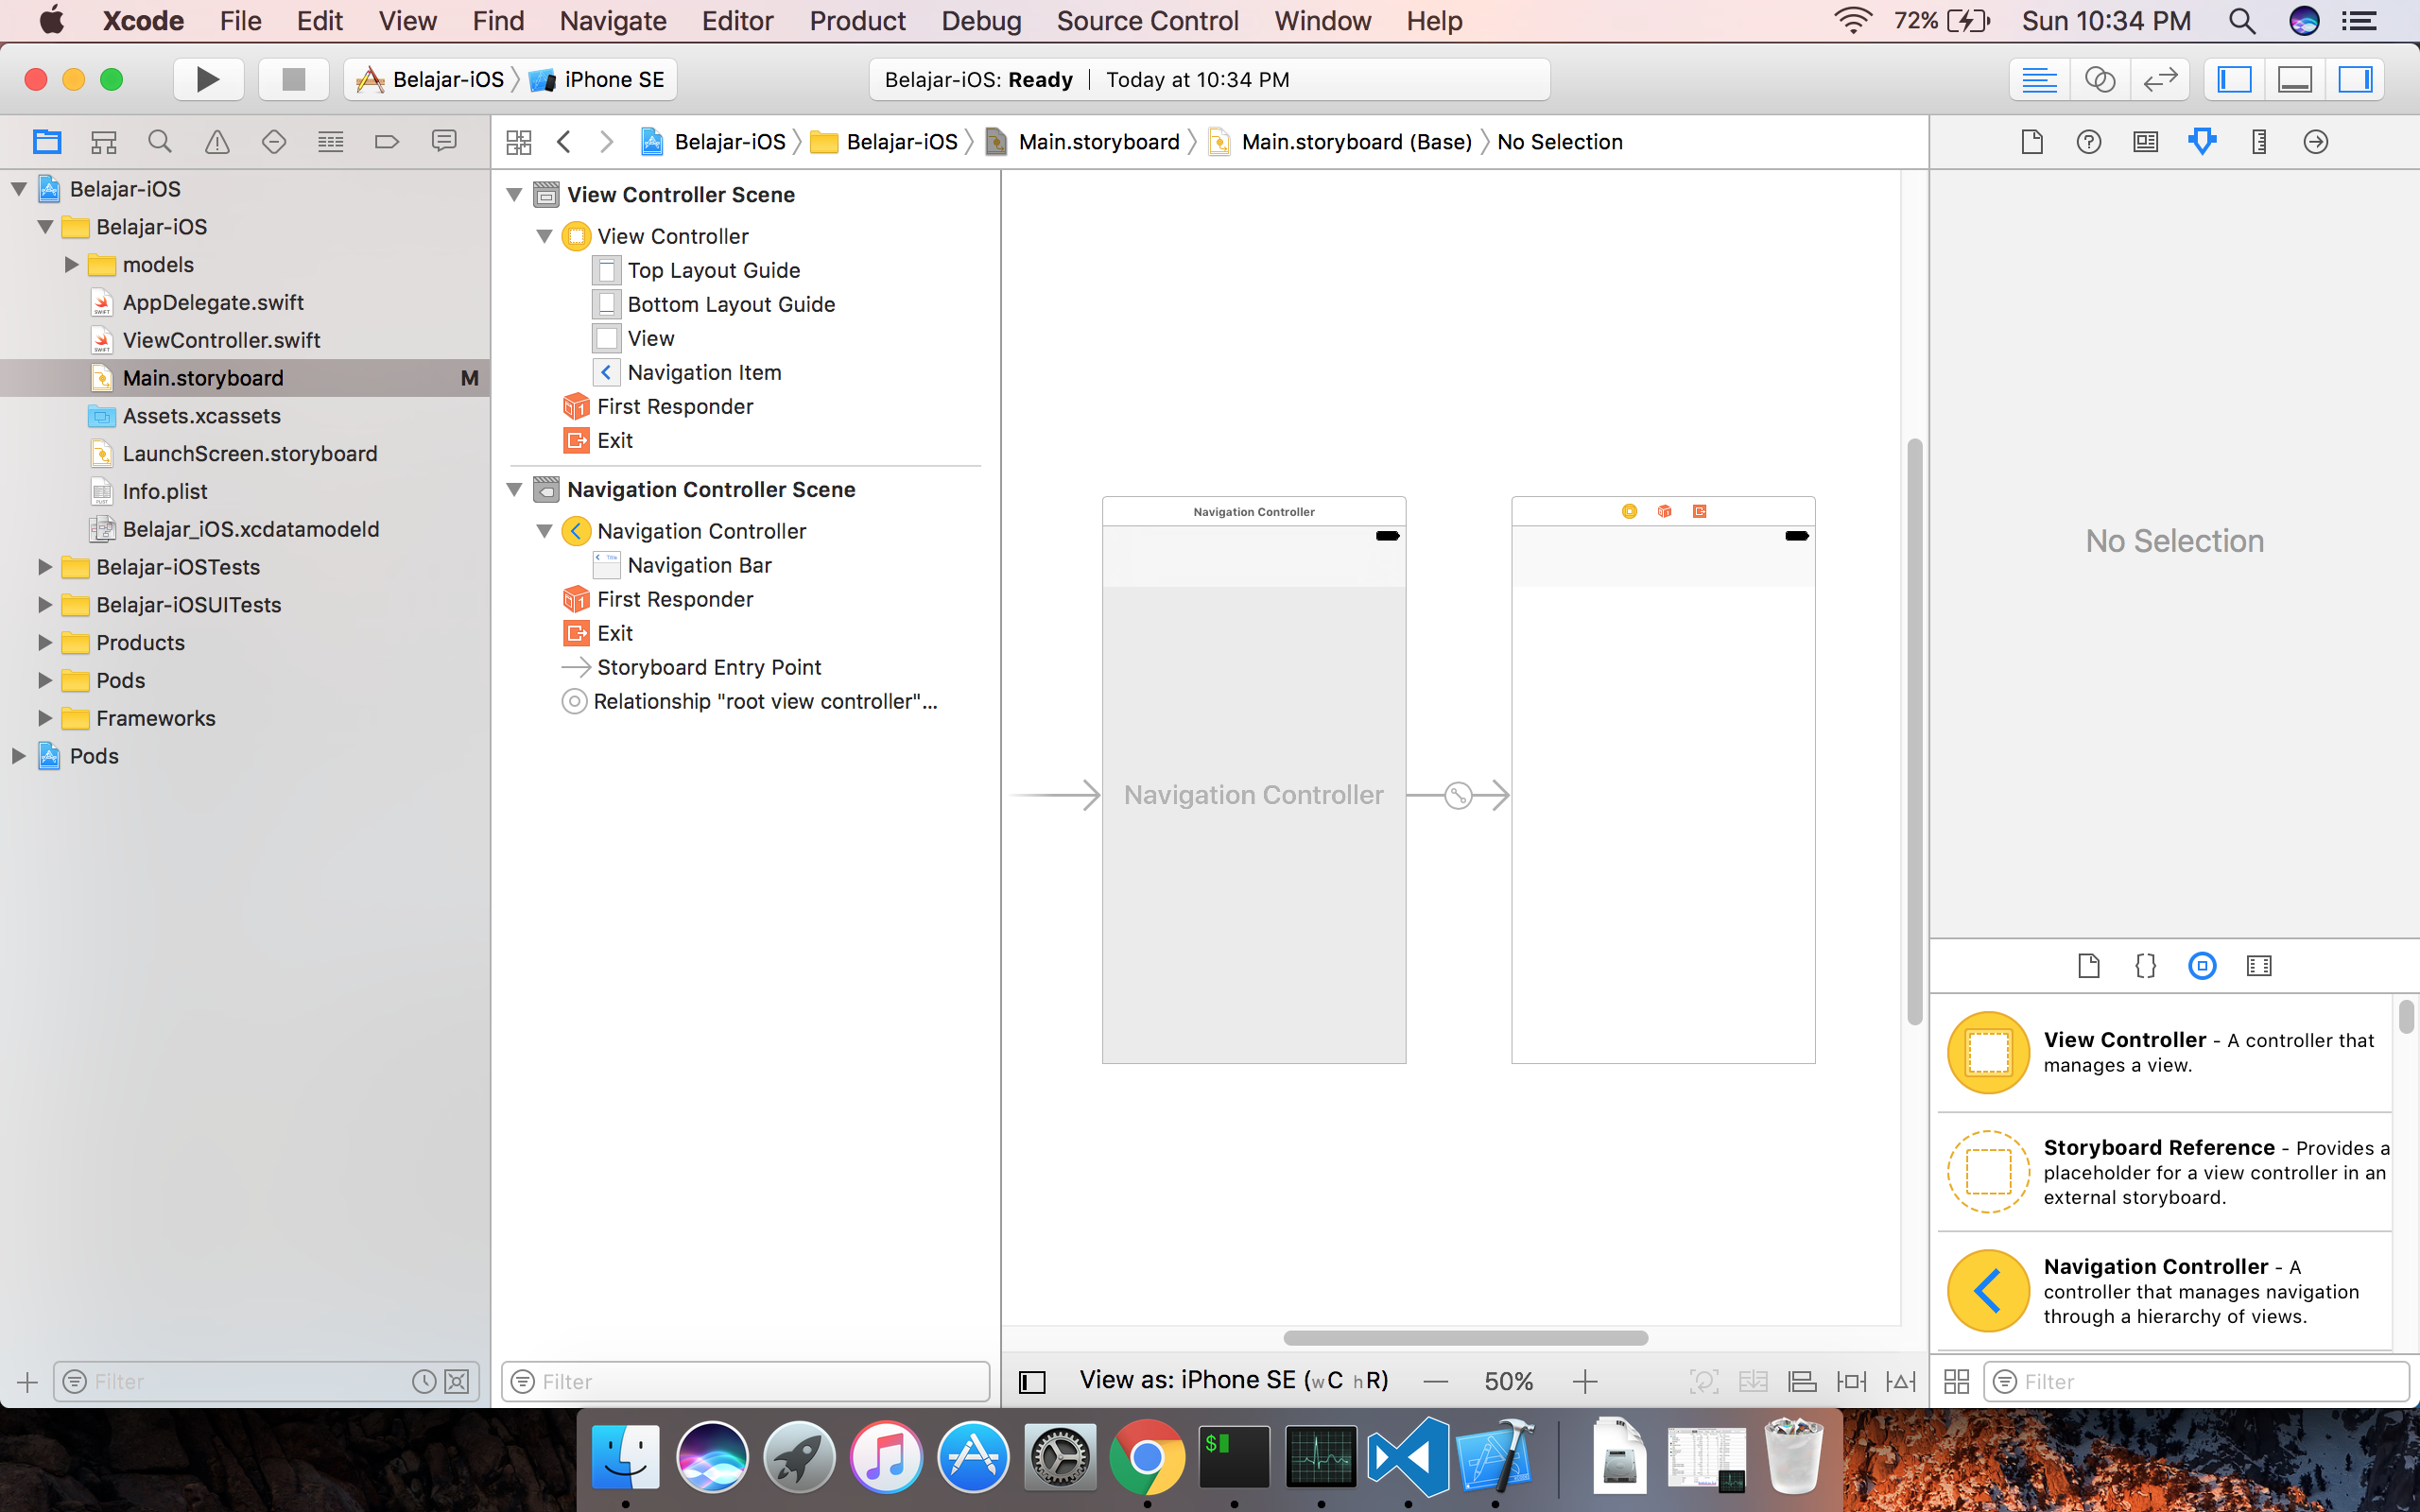 Xcode File Edit View Find Navigate Editor Product Debug Source Control Window Help 72% Sun 10:34 PM
Belajar-iOS iPhone SE Belajar-iOS: Ready | Today at 10:34 PM
Belajar-iOS Belajar-iOS Main.storyboard Main.storyboard (Base) No Selection
Belajar-iOS
Belajar-iOS
models
AppDelegate.swift
ViewController.swift
Main.storyboard M
Assets.xcassets
LaunchScreen.storyboard
Info.plist
Belajar_iOS.xcdatamodeld
Belajar-iOSTests
Belajar-iOSUITests
Products
Pods
Frameworks
Pods
Filter
View Controller Scene
View Controller
Top Layout Guide
Bottom Layout Guide
View
Navigation Item
First Responder
Exit
Navigation Controller Scene
Navigation Controller
Navigation Bar
First Responder
Exit
Storyboard Entry Point
Relationship "root view controller"...
Filter
Navigation Controller
Navigation Controller
View as: iPhone SE (wC hR) — 50% +
No Selection
View Controller - A controller that
manages a view.
Storyboard Reference - Provides a
placeholder for a view controller in an
external storyboard.
Navigation Controller - A
controller that manages navigation
through a hierarchy of views.
Filter